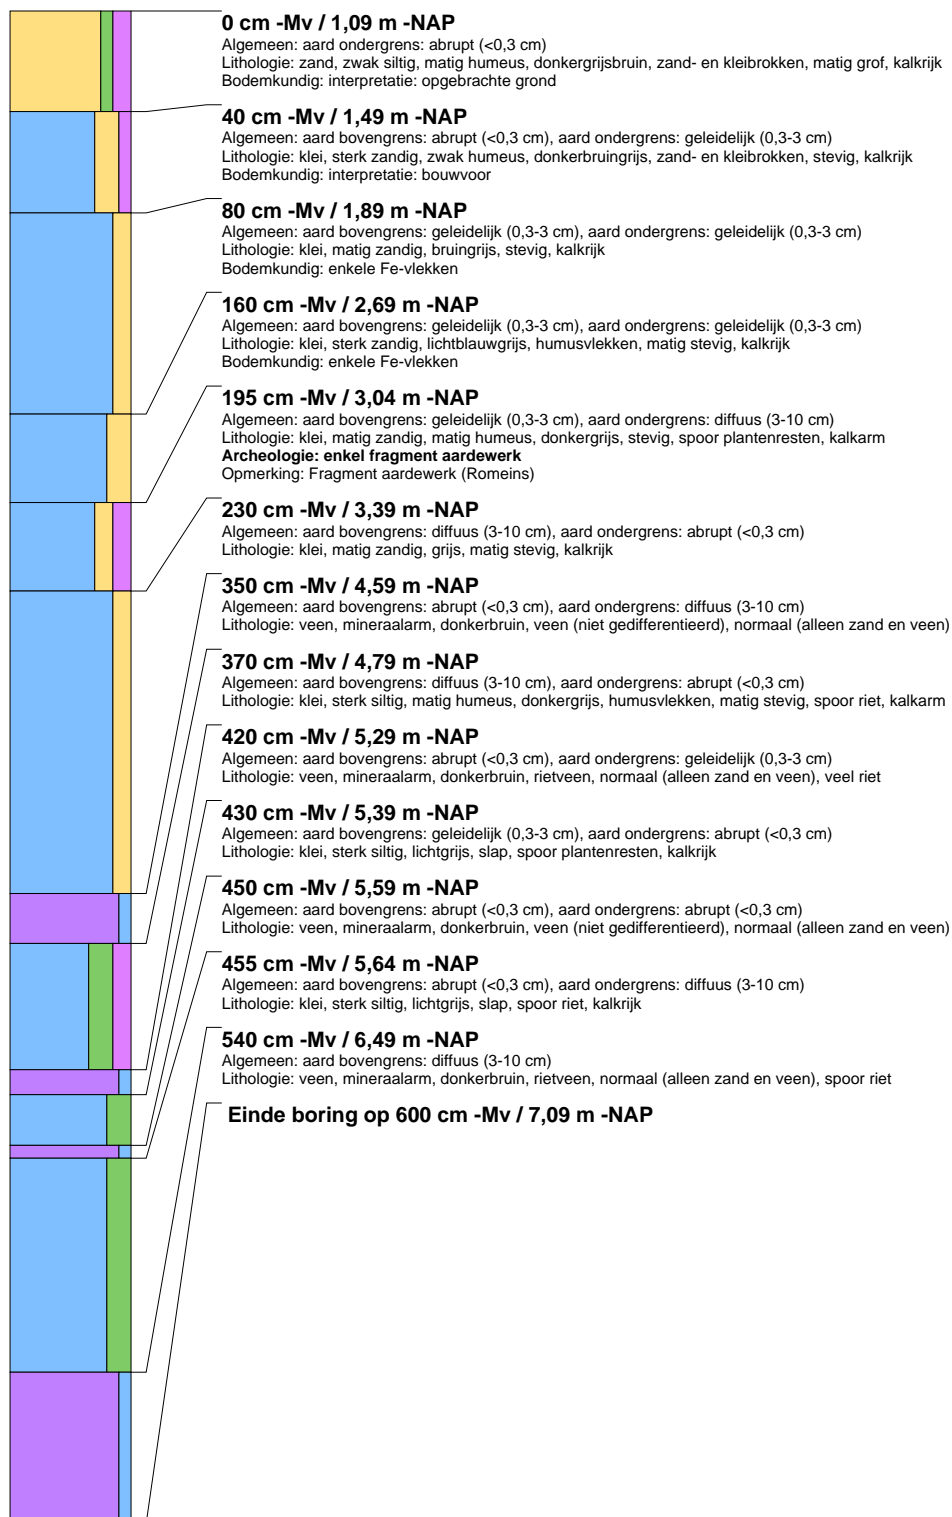 0 cm -Mv / 1,09 m -NAP
Algemeen: aard ondergrens: abrupt (<0,3 cm)
Lithologie: zand, zwak siltig, matig humeus, donkergrijsbruin, zand- en kleibrokken, matig grof, kalkrijk
Bodemkundig: interpretatie: opgebrachte grond
40 cm -Mv / 1,49 m -NAP
Algemeen: aard bovengrens: abrupt (<0,3 cm), aard ondergrens: geleidelijk (0,3-3 cm)
Lithologie: klei, sterk zandig, zwak humeus, donkerbruingrijs, zand- en kleibrokken, stevig, kalkrijk
Bodemkundig: interpretatie: bouwvoor
80 cm -Mv / 1,89 m -NAP
Algemeen: aard bovengrens: geleidelijk (0,3-3 cm), aard ondergrens: geleidelijk (0,3-3 cm)
Lithologie: klei, matig zandig, bruingrijs, stevig, kalkrijk
Bodemkundig: enkele Fe-vlekken
160 cm -Mv / 2,69 m -NAP
Algemeen: aard bovengrens: geleidelijk (0,3-3 cm), aard ondergrens: geleidelijk (0,3-3 cm)
Lithologie: klei, sterk zandig, lichtblauwgrijs, humusvlekken, matig stevig, kalkrijk
Bodemkundig: enkele Fe-vlekken
195 cm -Mv / 3,04 m -NAP
Algemeen: aard bovengrens: geleidelijk (0,3-3 cm), aard ondergrens: diffuus (3-10 cm)
Lithologie: klei, matig zandig, matig humeus, donkergrijs, stevig, spoor plantenresten, kalkarm
Archeologie: enkel fragment aardewerk
Opmerking: Fragment aardewerk (Romeins)
230 cm -Mv / 3,39 m -NAP
Algemeen: aard bovengrens: diffuus (3-10 cm), aard ondergrens: abrupt (<0,3 cm)
Lithologie: klei, matig zandig, grijs, matig stevig, kalkrijk
350 cm -Mv / 4,59 m -NAP
Algemeen: aard bovengrens: abrupt (<0,3 cm), aard ondergrens: diffuus (3-10 cm)
Lithologie: veen, mineraalarm, donkerbruin, veen (niet gedifferentieerd), normaal (alleen zand en veen)
370 cm -Mv / 4,79 m -NAP
Algemeen: aard bovengrens: diffuus (3-10 cm), aard ondergrens: abrupt (<0,3 cm)
Lithologie: klei, sterk siltig, matig humeus, donkergrijs, humusvlekken, matig stevig, spoor riet, kalkarm
420 cm -Mv / 5,29 m -NAP
Algemeen: aard bovengrens: abrupt (<0,3 cm), aard ondergrens: geleidelijk (0,3-3 cm)
Lithologie: veen, mineraalarm, donkerbruin, rietveen, normaal (alleen zand en veen), veel riet
430 cm -Mv / 5,39 m -NAP
Algemeen: aard bovengrens: geleidelijk (0,3-3 cm), aard ondergrens: abrupt (<0,3 cm)
Lithologie: klei, sterk siltig, lichtgrijs, slap, spoor plantenresten, kalkrijk
450 cm -Mv / 5,59 m -NAP
Algemeen: aard bovengrens: abrupt (<0,3 cm), aard ondergrens: abrupt (<0,3 cm)
Lithologie: veen, mineraalarm, donkerbruin, veen (niet gedifferentieerd), normaal (alleen zand en veen)
455 cm -Mv / 5,64 m -NAP
Algemeen: aard bovengrens: abrupt (<0,3 cm), aard ondergrens: diffuus (3-10 cm)
Lithologie: klei, sterk siltig, lichtgrijs, slap, spoor riet, kalkrijk
540 cm -Mv / 6,49 m -NAP
Algemeen: aard bovengrens: diffuus (3-10 cm)
Lithologie: veen, mineraalarm, donkerbruin, rietveen, normaal (alleen zand en veen), spoor riet
Einde boring op 600 cm -Mv / 7,09 m -NAP